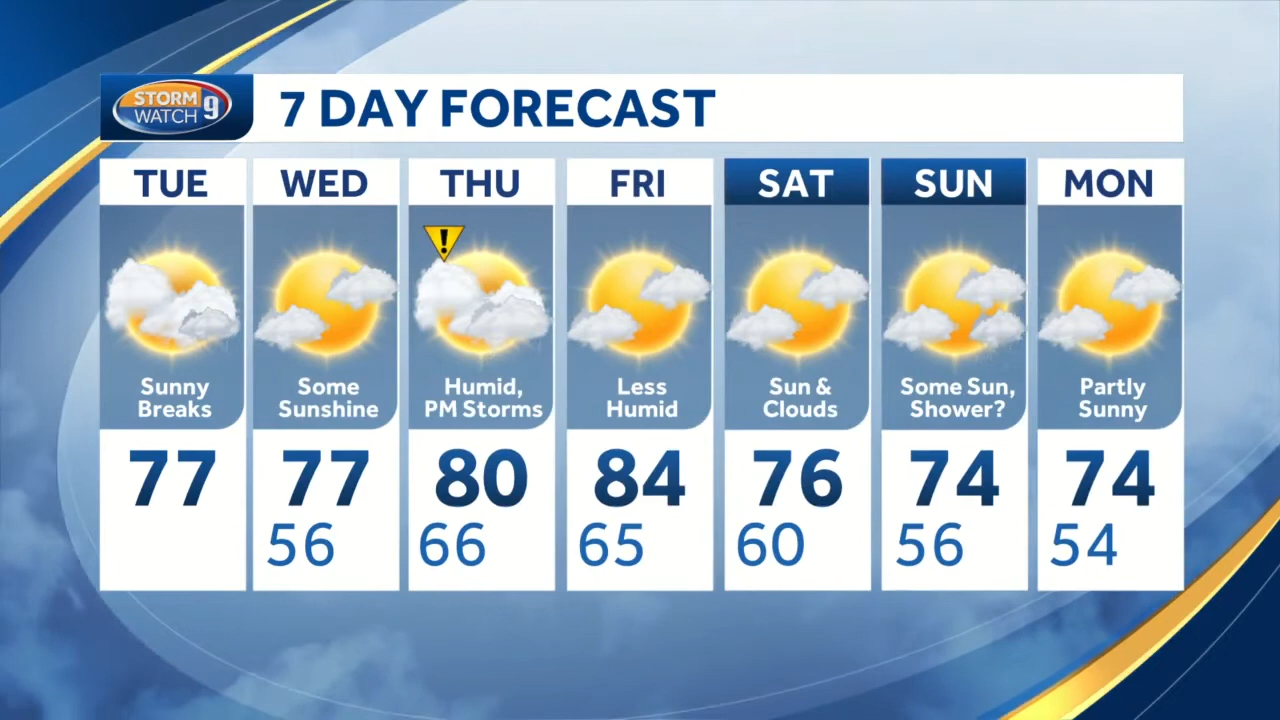 STORM
WATCH 9
7 DAY FORECAST
TUE
WED
THU
FRI
SAT
SUN
MON
!
Sunny
Breaks
Some
Sunshine
Humid,
PM Storms
Less
Humid
Sun &
Clouds
Some Sun,
Shower?
Partly
Sunny
77
77
80
84
76
74
74
56
66
65
60
56
54